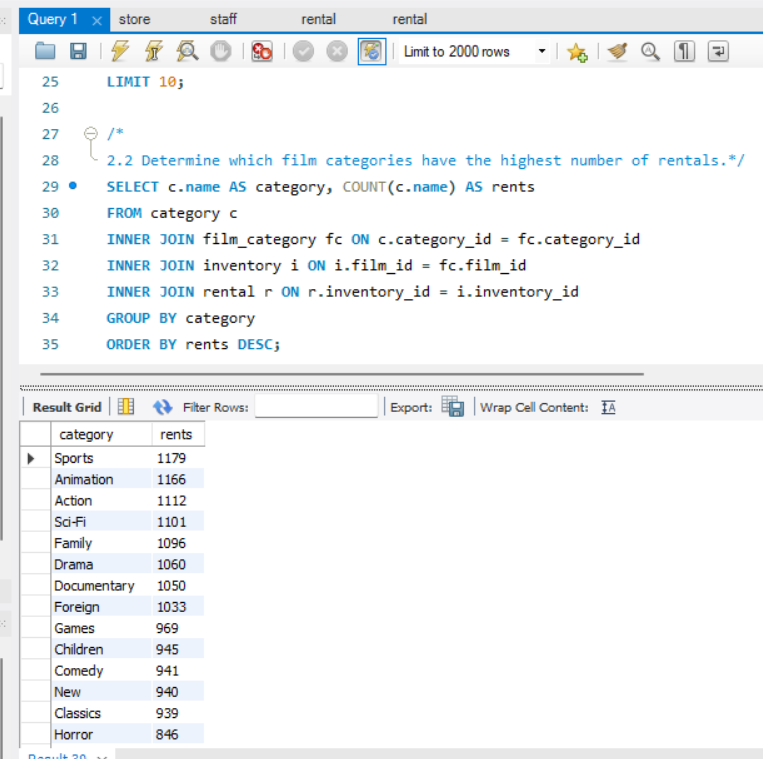 Query 1 × store staff rental rental
Limit to 2000 rows
25 LIMIT 10;
26
27 /*
28 2.2 Determine which film categories have the highest number of rentals.*/
29 SELECT c.name AS category, COUNT(c.name) AS rents
30 FROM category c
31 INNER JOIN film_category fc ON c.category_id = fc.category_id
32 INNER JOIN inventory i ON i.film_id = fc.film_id
33 INNER JOIN rental r ON r.inventory_id = i.inventory_id
34 GROUP BY category
35 ORDER BY rents DESC;
Result Grid Filter Rows: Export: Wrap Cell Content:
category rents
Sports 1179
Animation 1166
Action 1112
Sci-Fi 1101
Family 1096
Drama 1060
Documentary 1050
Foreign 1033
Games 969
Children 945
Comedy 941
New 940
Classics 939
Horror 846